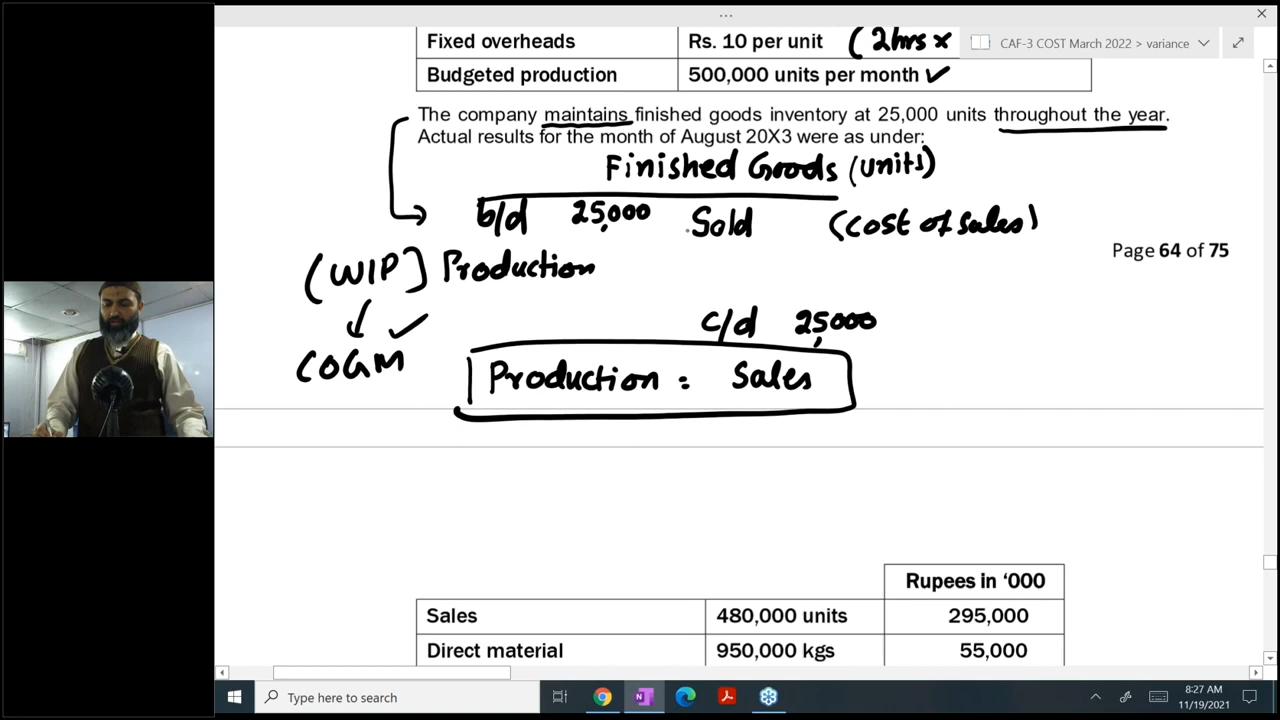 ...
Fixed overheads Rs. 10 per unit (2hrs ×
CAF-3 COST March 2022 > variance
Budgeted production 500,000 units per month ✓
The company maintains finished goods inventory at 25,000 units throughout the year.
Actual results for the month of August 20X3 were as under:
Finished Goods (units)
b/d 25,000 Sold (cost of sales)
Page 64 of 75
(WIP) Production
c/d 25,000
COGM
Production = Sales
Rupees in ‘000
Sales 480,000 units 295,000
Direct material 950,000 kgs 55,000
Type here to search
8:27 AM
11/19/2021